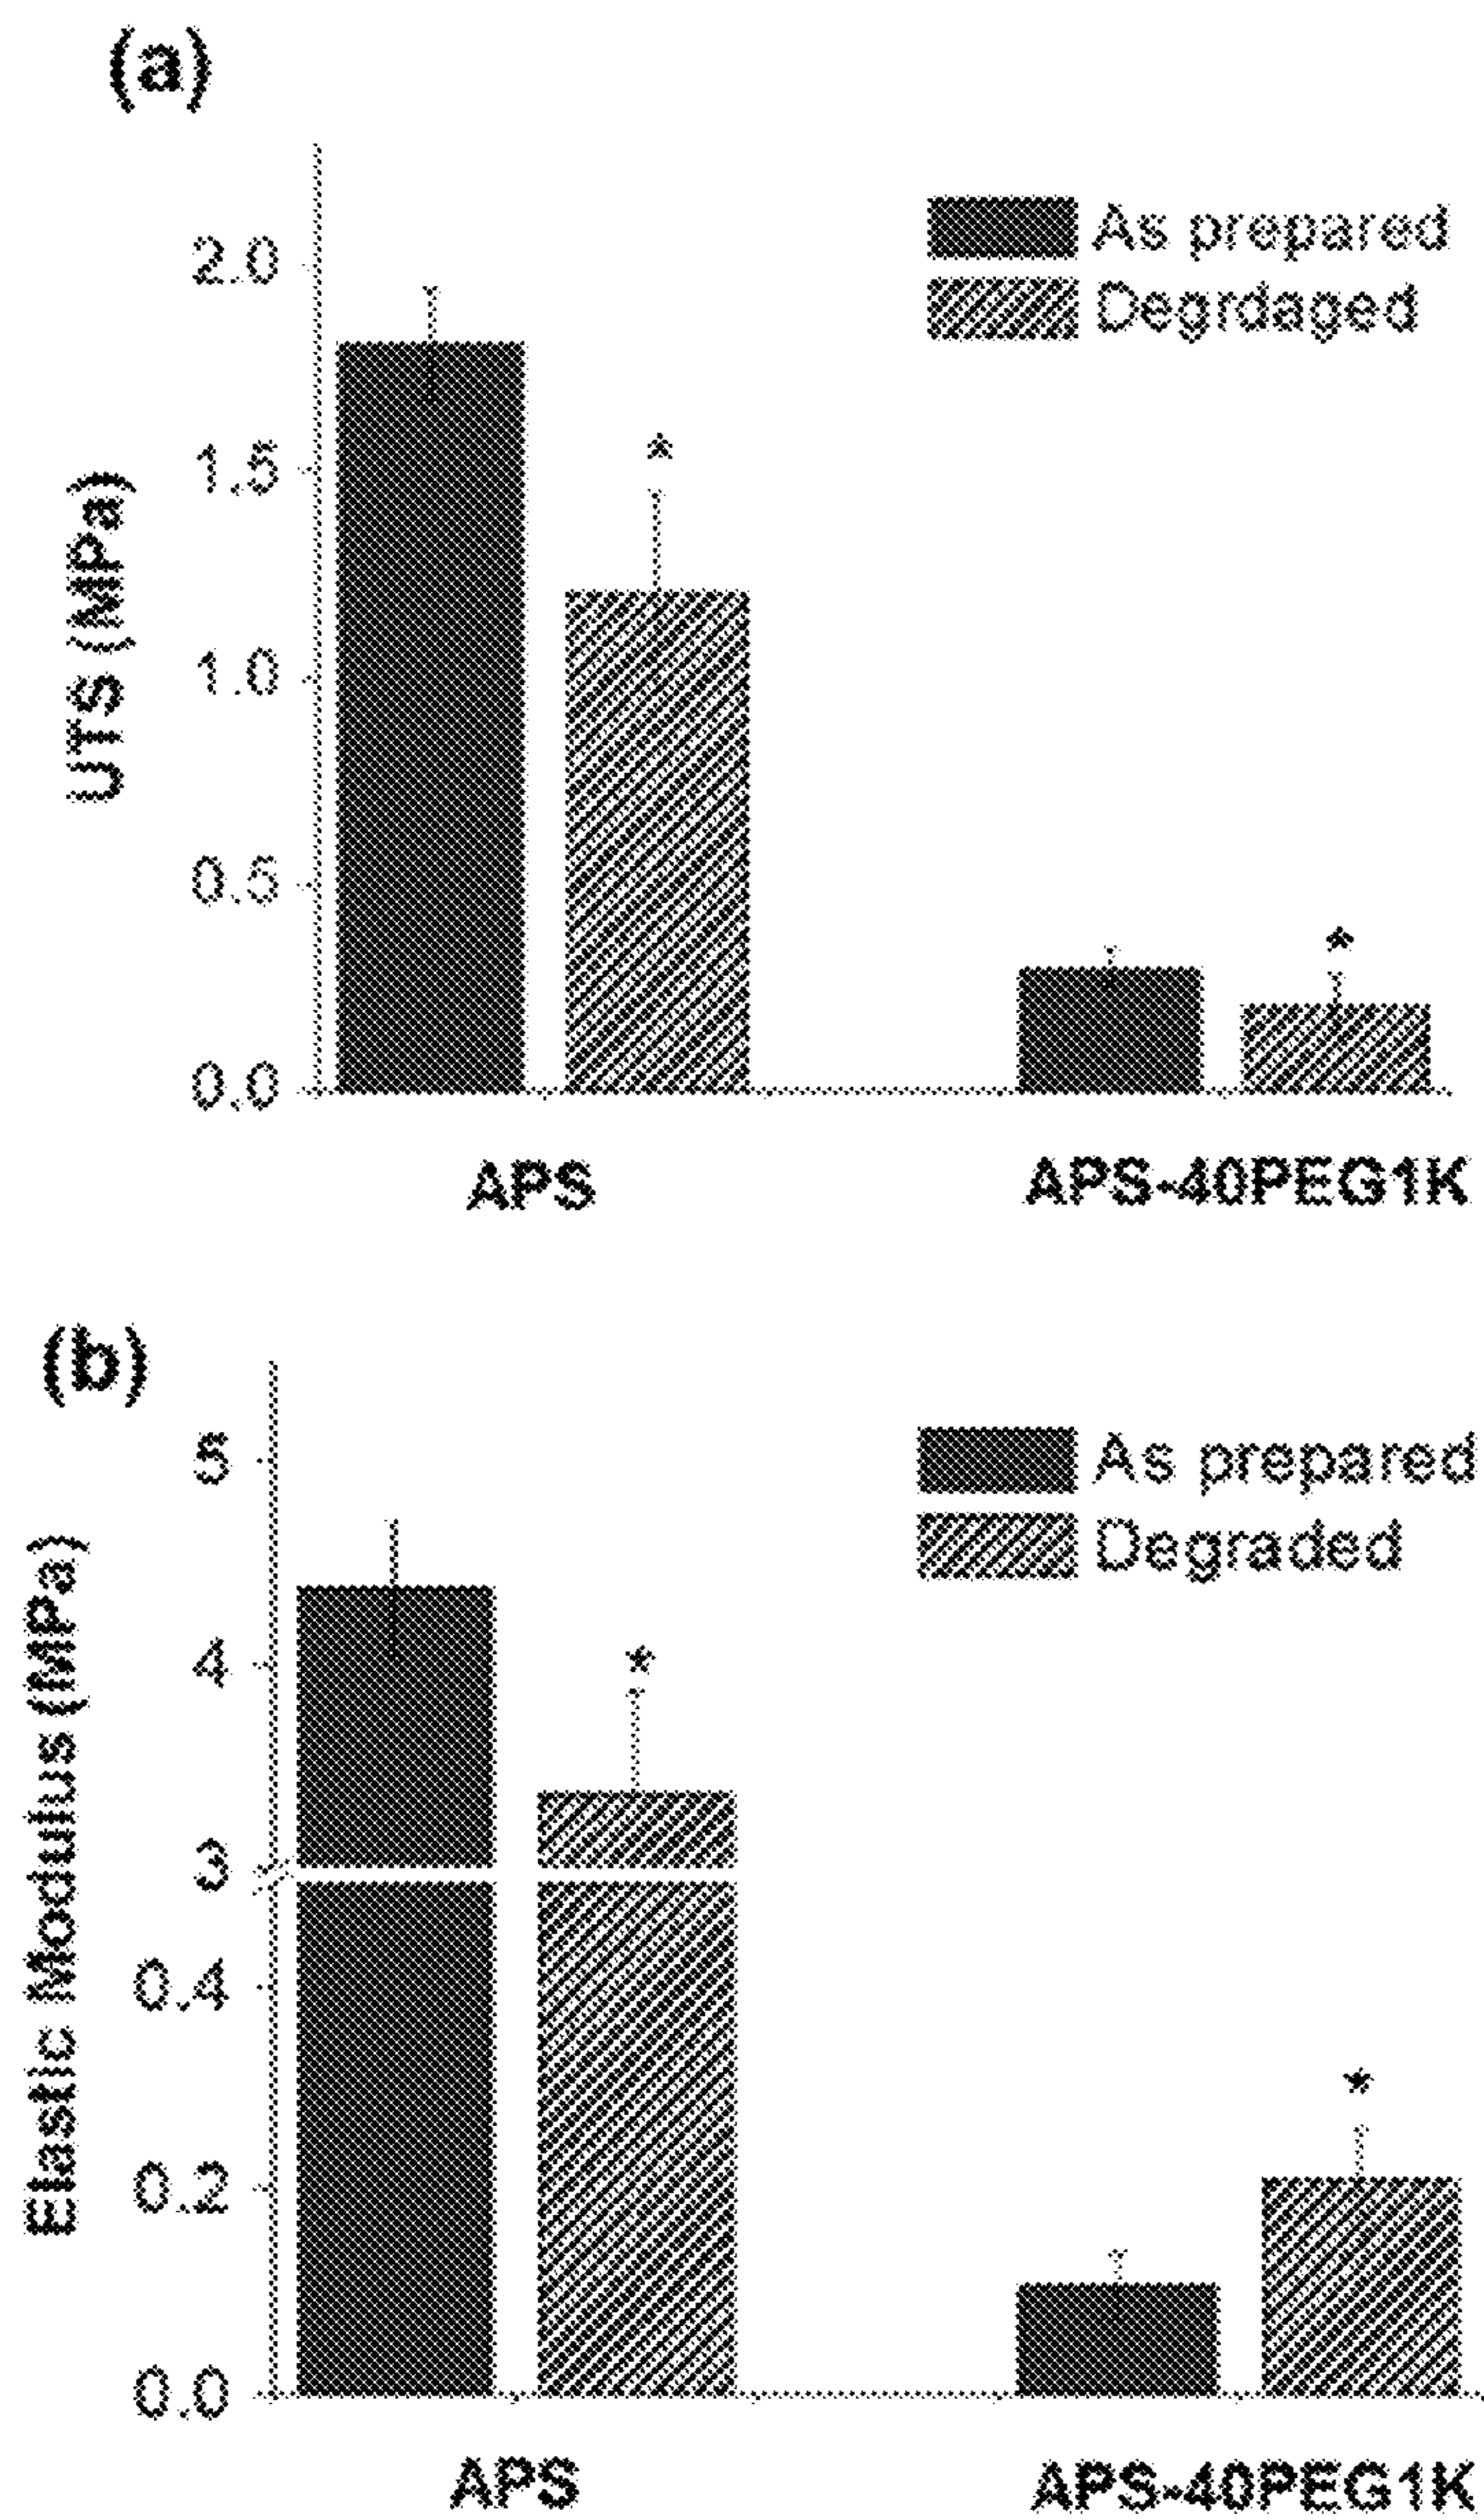 (a)
UTS (MPa)
2.0
1.5
1.0
0.5
0.0
As prepared
Degrdaged
*
*
APS
APS-40PEG1K
(b)
Elastic Modulus (MPa)
5
4
3
0.4
0.2
0.0
As prepared
Degraded
*
*
APS
APS-40PEG1K